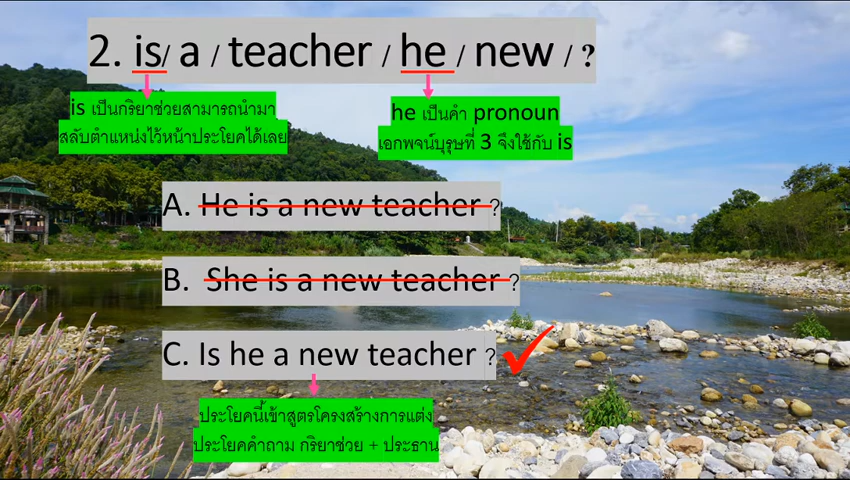 2. is/ a / teacher / he / new / ?
is เป็นกริยาช่วยสามารถนำมา
สลับตำแหน่งไว้หน้าประโยคได้เลย
he เป็นคำ pronoun
เอกพจน์บุรุษที่ 3 จึงใช้กับ is
A. He is a new teacher ?
B. She is a new teacher ?
C. Is he a new teacher ?
ประโยคนี้เข้าสูตรโครงสร้างการแต่ง
ประโยคคำถาม กริยาช่วย + ประธาน